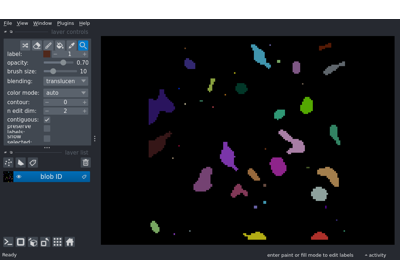 File View Window Plugins Help
layer controls
label: 1
opacity: 0.70
brush size: 10
blending: translucen
color mode: auto
contour: 0
n edit dim: 2
contiguous:
preserve
labels:
show
selected:
layer list
blob ID
Ready enter paint or fill mode to edit labels activity